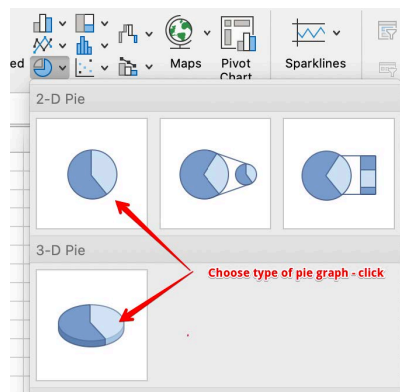 ed
Maps
Pivot
Chart
Sparklines
2-D Pie
3-D Pie
Choose type of pie graph - click